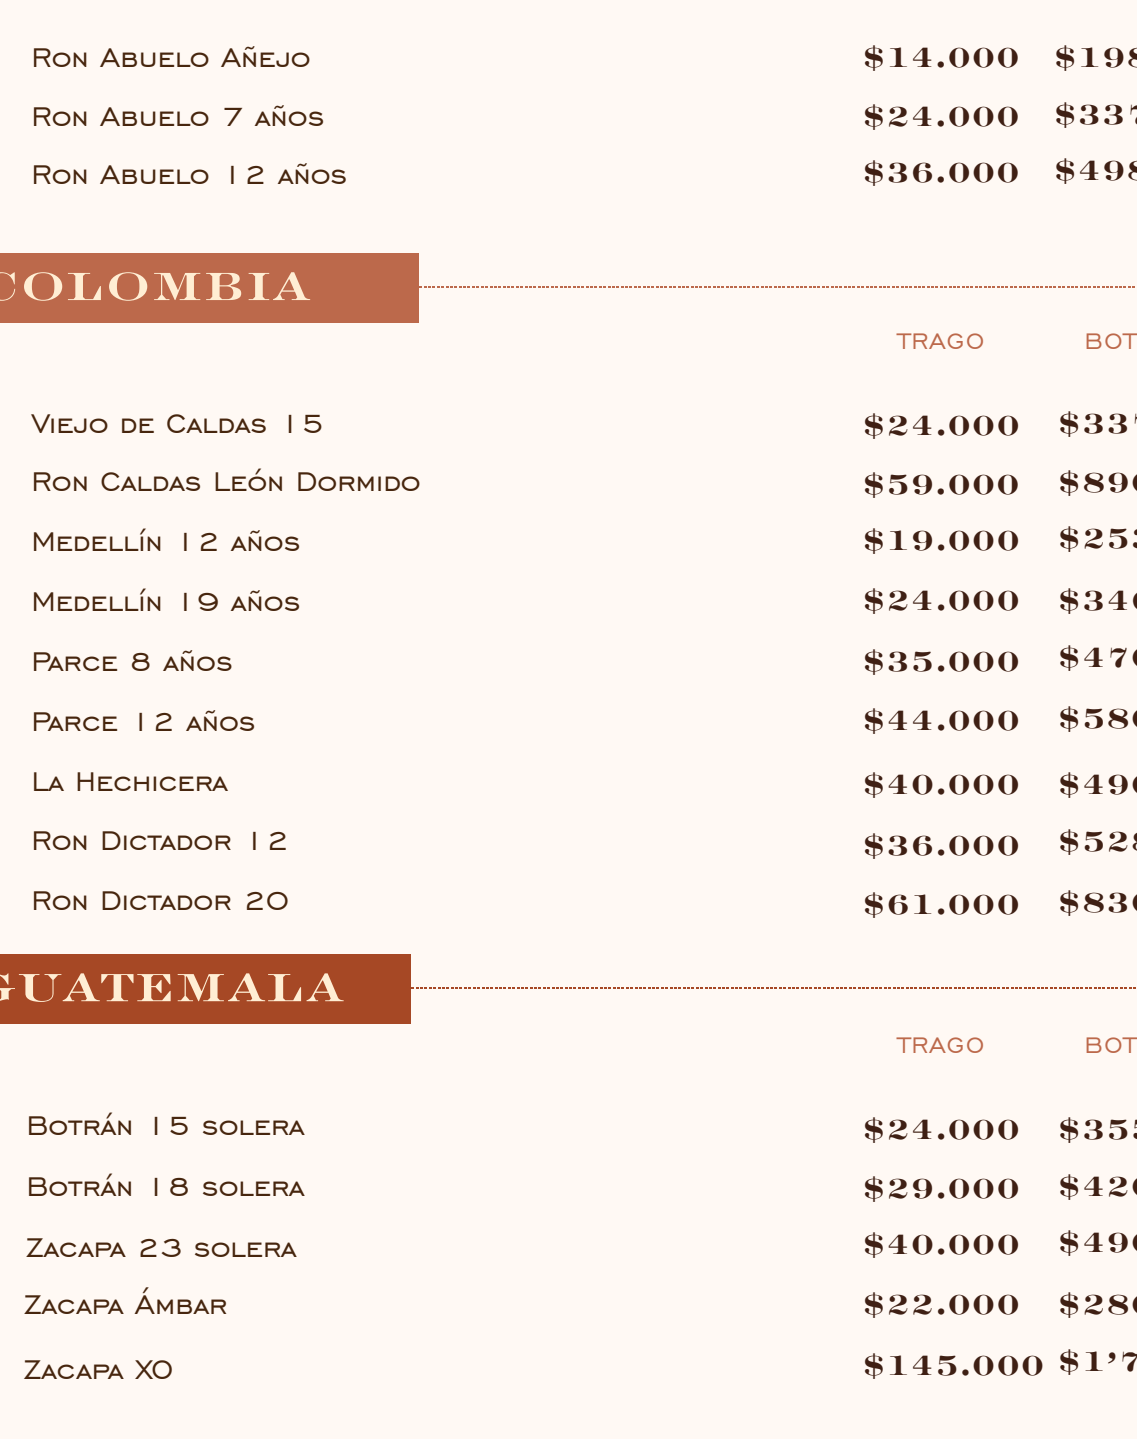 Ron Abuelo Añejo $14.000
Ron Abuelo 7 años $24.000
Ron Abuelo 12 años $36.000
COLOMBIA
TRAGO
Viejo de Caldas 15 $24.000
Ron Caldas León Dormido $59.000
Medellín 12 años $19.000
Medellín 19 años $24.000
Parce 8 años $35.000
Parce 12 años $44.000
La Hechicera $40.000
Ron Dictador 12 $36.000
Ron Dictador 20 $61.000
GUATEMALA
TRAGO
Botrán 15 solera $24.000
Botrán 18 solera $29.000
Zacapa 23 solera $40.000
Zacapa Ámbar $22.000
Zacapa XO $145.000